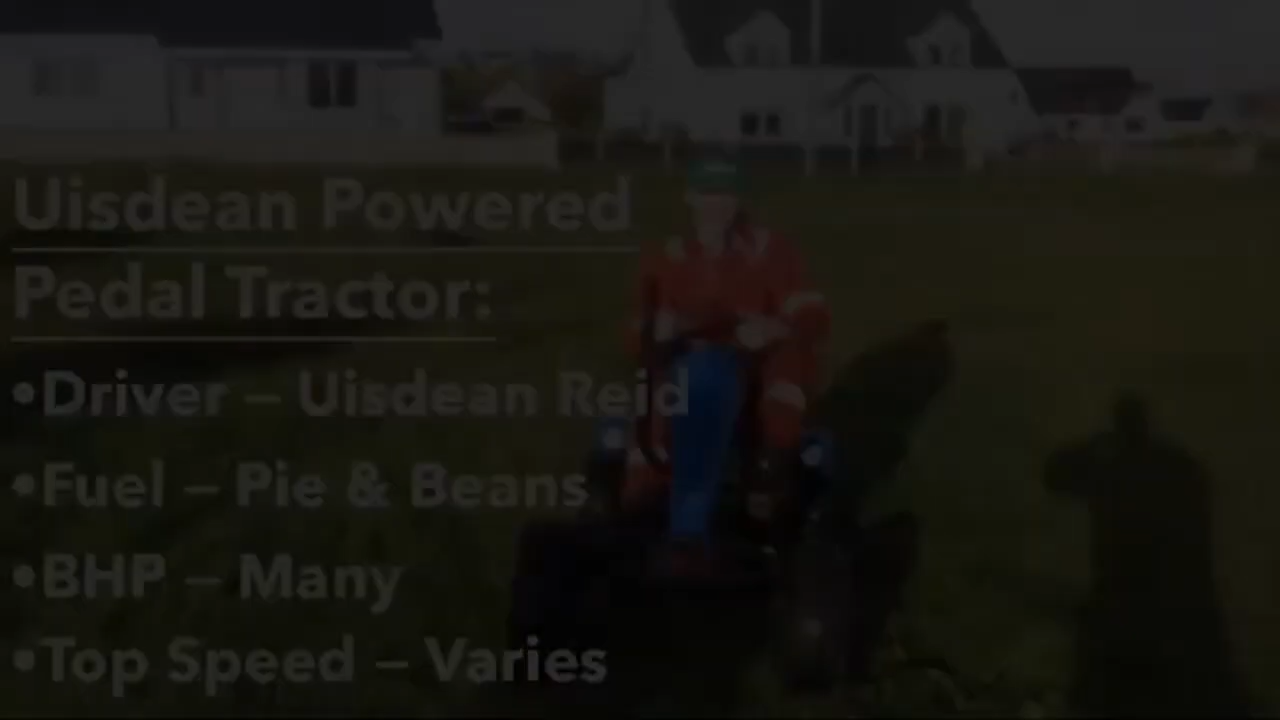 Uisdean Powered
Pedal Tractor:
•Driver – Uisdean Reid
•Fuel – Pie & Beans
•BHP – Many
•Top Speed – Varies